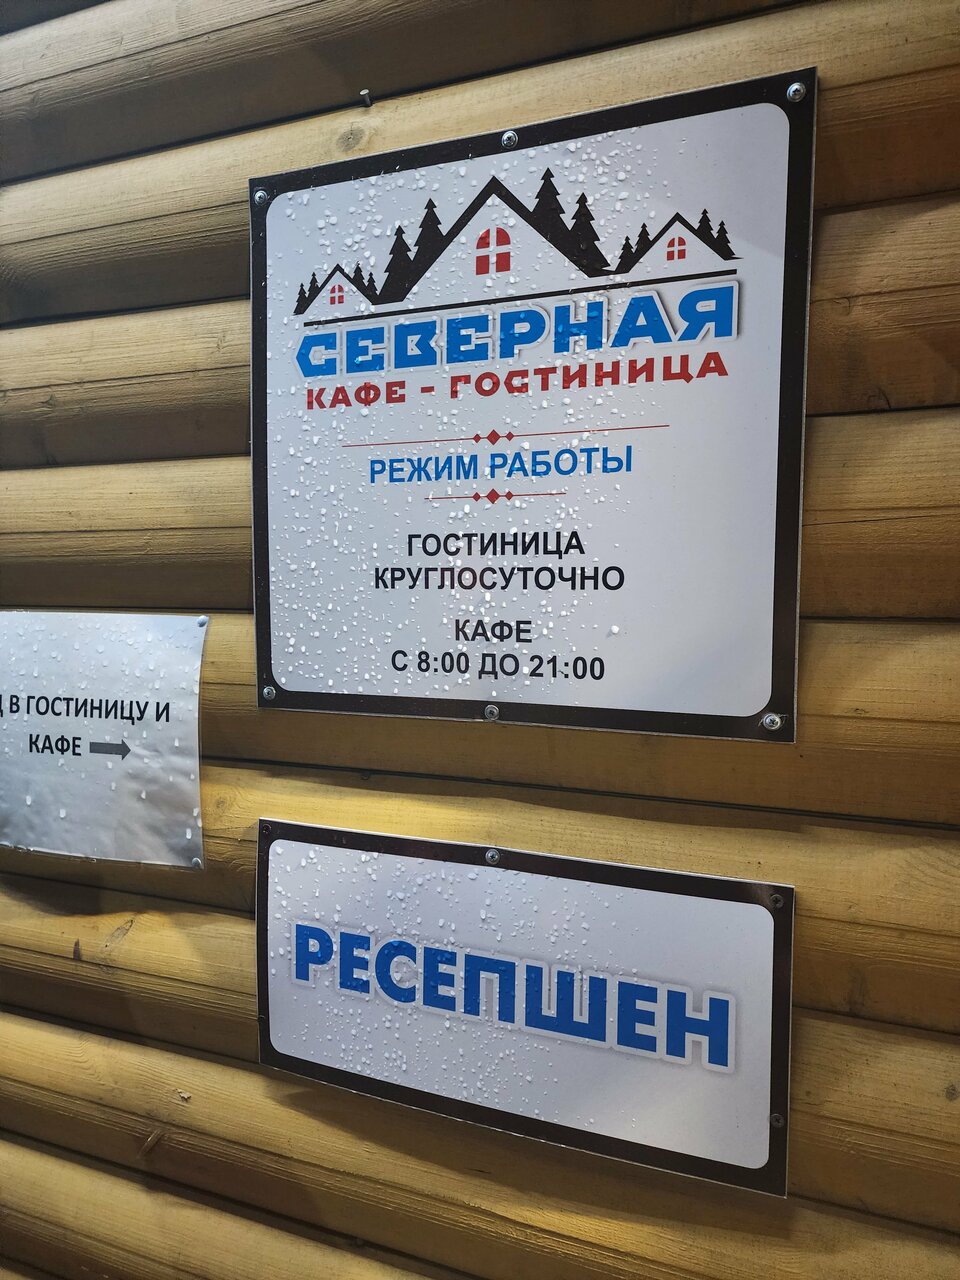 СЕВЕРНАЯ
КАФЕ - ГОСТИНИЦА
РЕЖИМ РАБОТЫ
ГОСТИНИЦА
КРУГЛОСУТОЧНО
КАФЕ
С 8:00 ДО 21:00
В ГОСТИНИЦУ И
КАФЕ
РЕСЕПШЕН